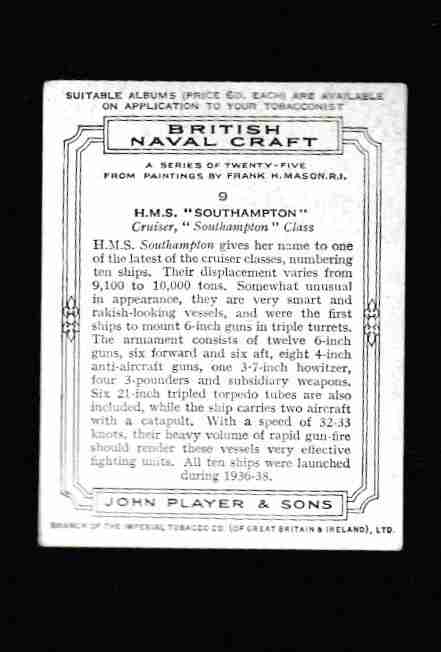 SUITABLE ALBUMS (PRICE 6D. EACH) ARE AVAILABLE
ON APPLICATION TO YOUR TOBACCONIST
BRITISH
NAVAL CRAFT
A SERIES OF TWENTY-FIVE
FROM PAINTINGS BY FRANK H. MASON, R.I.
9
H.M.S. "SOUTHAMPTON"
Cruiser, "Southampton" Class
H.M.S. Southampton gives her name to one
of the latest of the cruiser classes, numbering
ten ships. Their displacement varies from
9,100 to 10,000 tons. Somewhat unusual
in appearance, they are very smart and
rakish-looking vessels, and were the first
ships to mount 6-inch guns in triple turrets.
The armament consists of twelve 6-inch
guns, six forward and six aft, eight 4-inch
anti-aircraft guns, one 3·7-inch howitzer,
four 3-pounders and subsidiary weapons.
Six 21-inch tripled torpedo tubes are also
included, while the ship carries two aircraft
with a catapult. With a speed of 32-33
knots, their heavy volume of rapid gun-fire
should render these vessels very effective
fighting units. All ten ships were launched
during 1936-38.
JOHN PLAYER & SONS
BRANCH OF THE IMPERIAL TOBACCO CO. (OF GREAT BRITAIN & IRELAND), LTD.